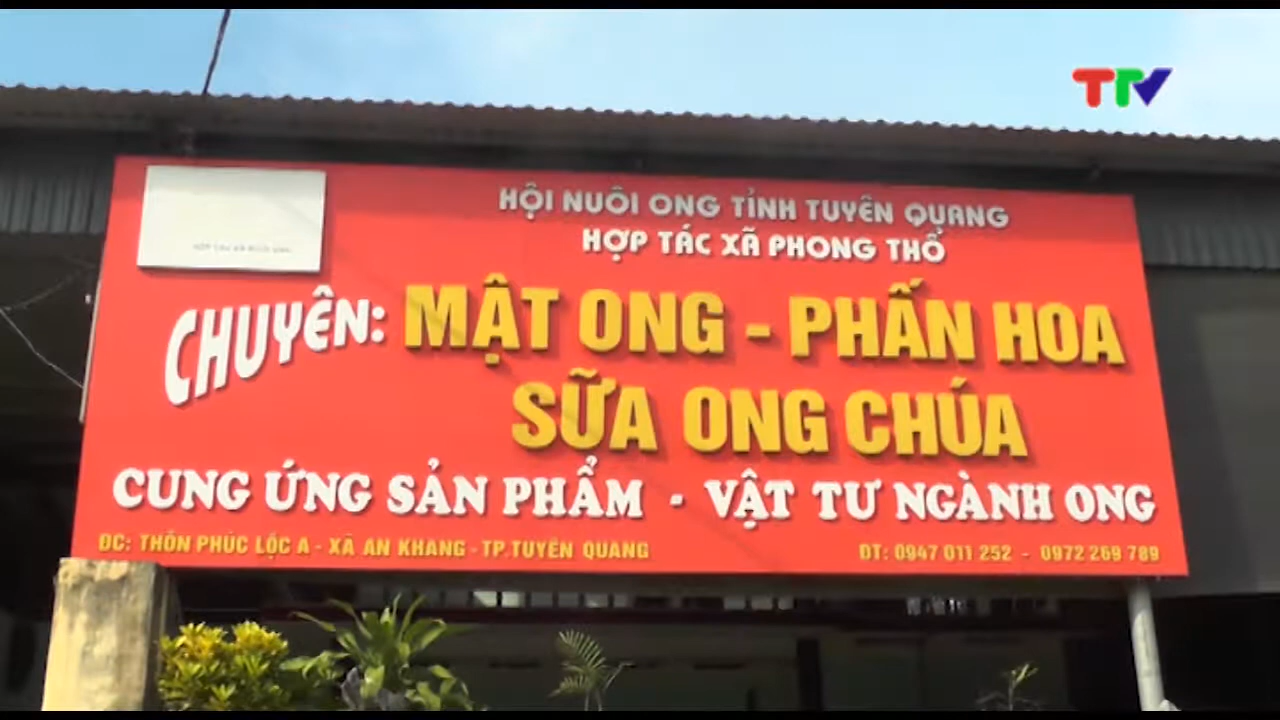 TTV
HỘI NUÔI ONG TỈNH TUYÊN QUANG
HỢP TÁC XÃ PHONG THỔ
CHUYÊN: MẬT ONG - PHẤN HOA
SỮA ONG CHÚA
CUNG ỨNG SẢN PHẨM - VẬT TƯ NGÀNH ONG
ĐC: THÔN PHÚC LỘC A - XÃ AN KHANG - TP.TUYÊN QUANG
ĐT: 0947 011 252 - 0972 269 789